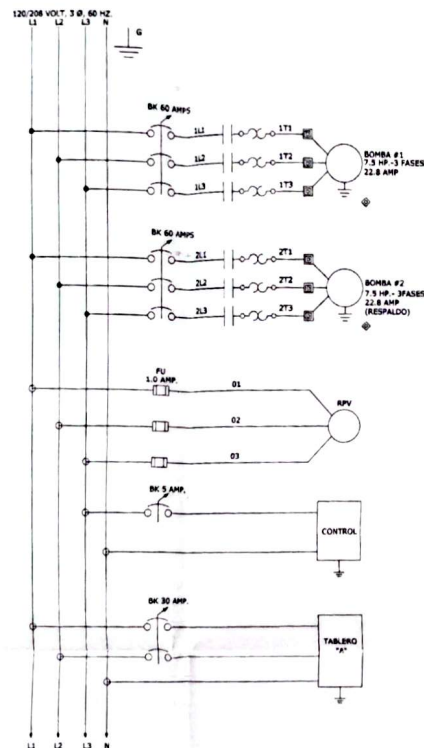 120/208 VOLT, 3 Ø, 60 HZ.
L1 L2 L3 N
G
BK 60 AMPS
1L1 1T1
1L2 1T2
1L3 1T3
BOMBA #1
7.5 HP.-3 FASES
22.8 AMP
BK 60 AMPS
2L1 2T1
2L2 2T2
2L3 2T3
BOMBA #2
7.5 HP.- 3FASES
22.8 AMP
(RESPALDO)
FU
1.0 AMP.
01
02
03
RPV
BK 5 AMP.
CONTROL
BK 30 AMP.
TABLERO
"A"
L1 L2 L3 N